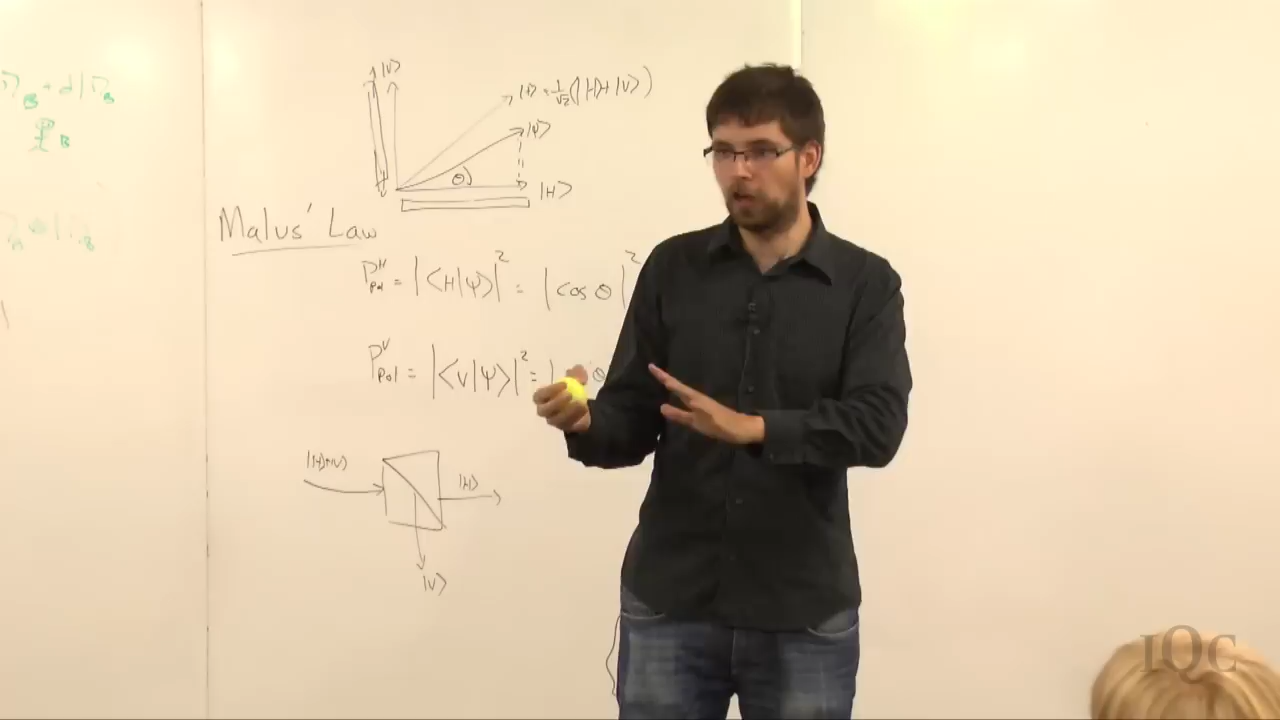 |V⟩
|+⟩ = 1/√2 (|H⟩+|V⟩)
|ψ⟩
θ
|H⟩
Malus' Law
P^H_pol = |⟨H|ψ⟩|² = |cos θ|²
P^V_pol = |⟨V|ψ⟩|² = | θ
|H⟩+|V⟩
|H⟩
|V⟩
IQC